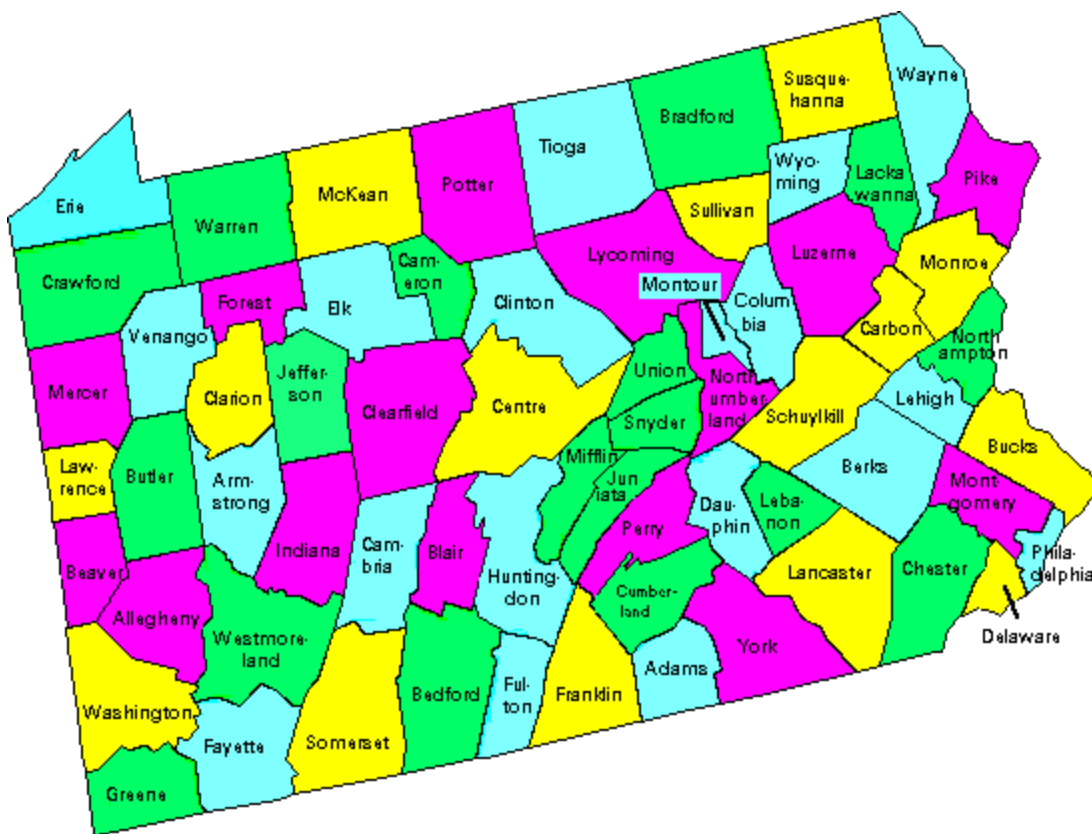 Susque-
hanna
Wayne
Bradford
Tioga
Wyo-
ming
Lacka
wanna
Pike
Potter
McKean
Erie
Warren
Sullivan
Lycoming
Luzerne
Monroe
Crawford
Cam-
eron
Forest
Elk
Clinton
Montour
Colum
bia
Carbon
North
ampton
Venango
Jeffer-
son
Union
Mercer
Clarion
Clearfield
Centre
North
umber-
land
Lehigh
Snyder
Schuylkill
Bucks
Law-
rence
Butler
Arm-
strong
Mifflin
Jun
iata
Berks
Mont-
gomery
Dau-
phin
Leba-
non
Perry
Beaver
Indiana
Cam-
bria
Blair
Hunting-
don
Lancaster
Chester
Phila-
delphia
Cumber-
land
Allegheny
Westmore-
land
Delaware
York
Adams
Bedford
Ful-
ton
Franklin
Washington
Fayette
Somerset
Greene